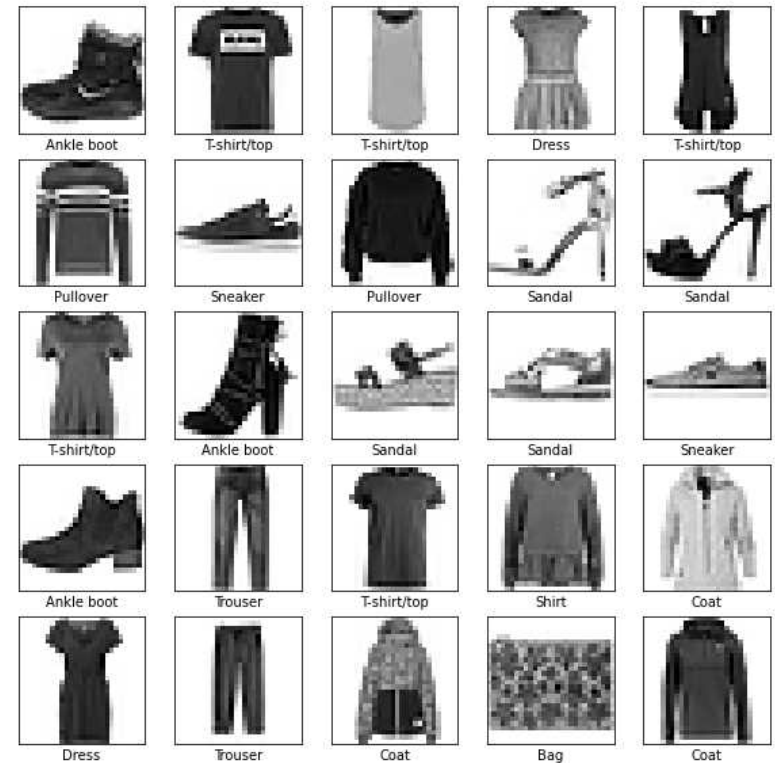 Ankle boot T-shirt/top T-shirt/top Dress T-shirt/top
Pullover Sneaker Pullover Sandal Sandal
T-shirt/top Ankle boot Sandal Sandal Sneaker
Ankle boot Trouser T-shirt/top Shirt Coat
Dress Trouser Coat Bag Coat